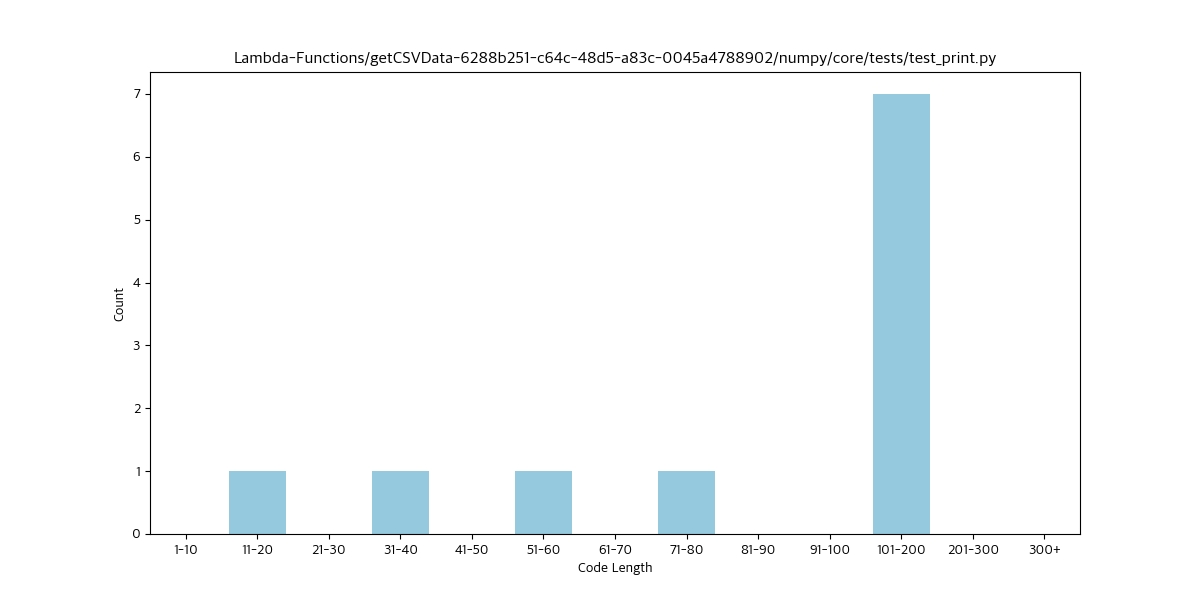 Lambda-Functions/getCSVData-6288b251-c64c-48d5-a83c-0045a4788902/numpy/core/tests/test_print.py
7
6
5
4
3
2
1
0
Count
1-10 11-20 21-30 31-40 41-50 51-60 61-70 71-80 81-90 91-100 101-200 201-300 300+
Code Length